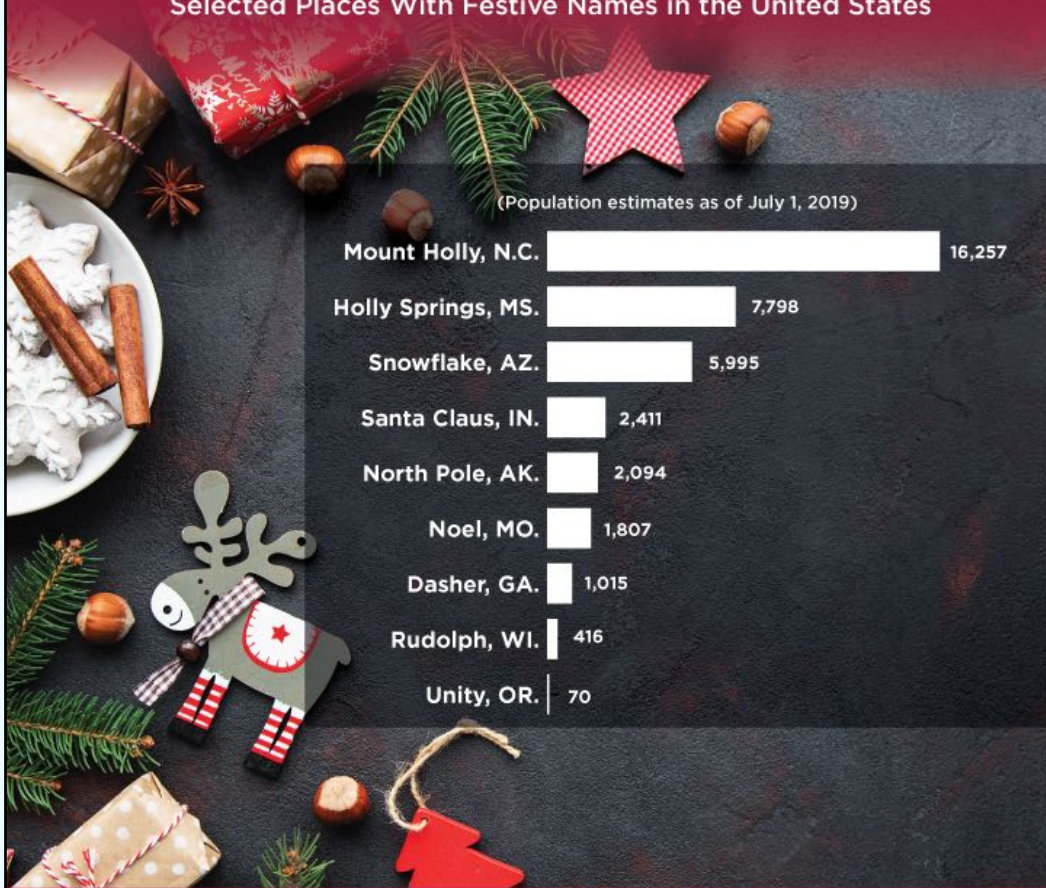 Selected Places With Festive Names in the United States
(Population estimates as of July 1, 2019)
Mount Holly, N.C. 16,257
Holly Springs, MS. 7,798
Snowflake, AZ. 5,995
Santa Claus, IN. 2,411
North Pole, AK. 2,094
Noel, MO. 1,807
Dasher, GA. 1,015
Rudolph, WI. 416
Unity, OR. 70